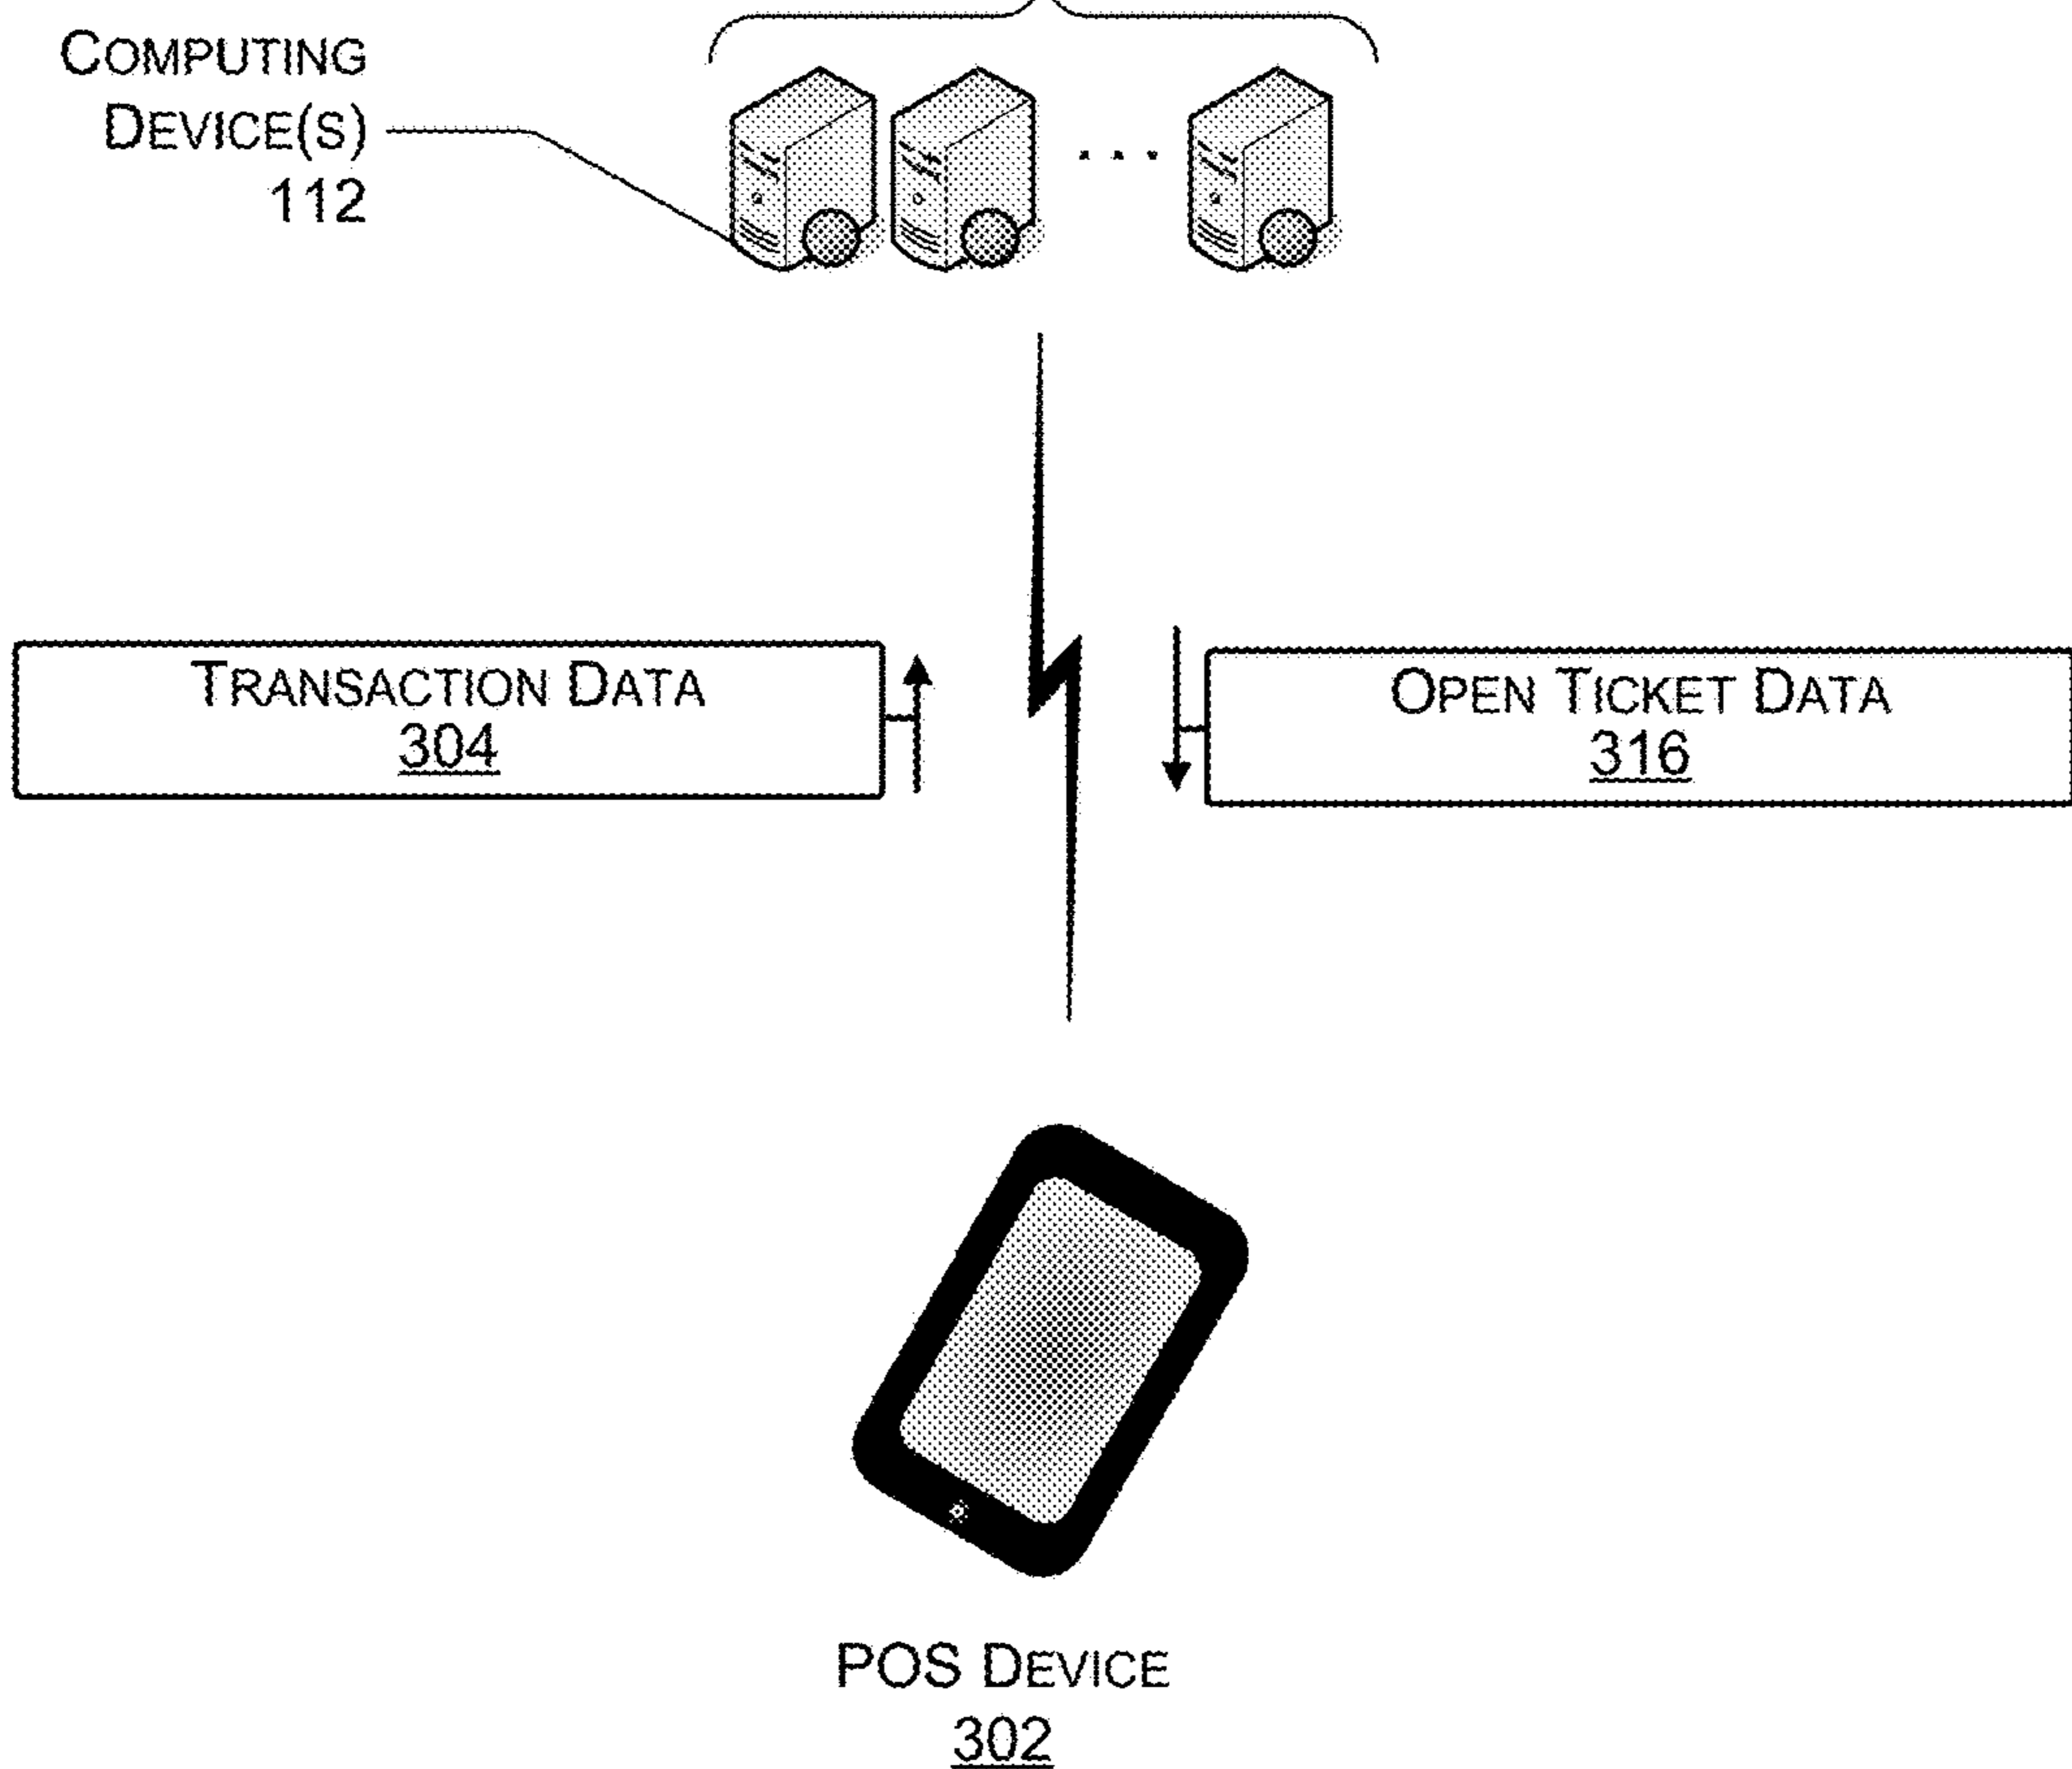 COMPUTING
DEVICE(S)
112
TRANSACTION DATA
304
OPEN TICKET DATA
316
POS DEVICE
302